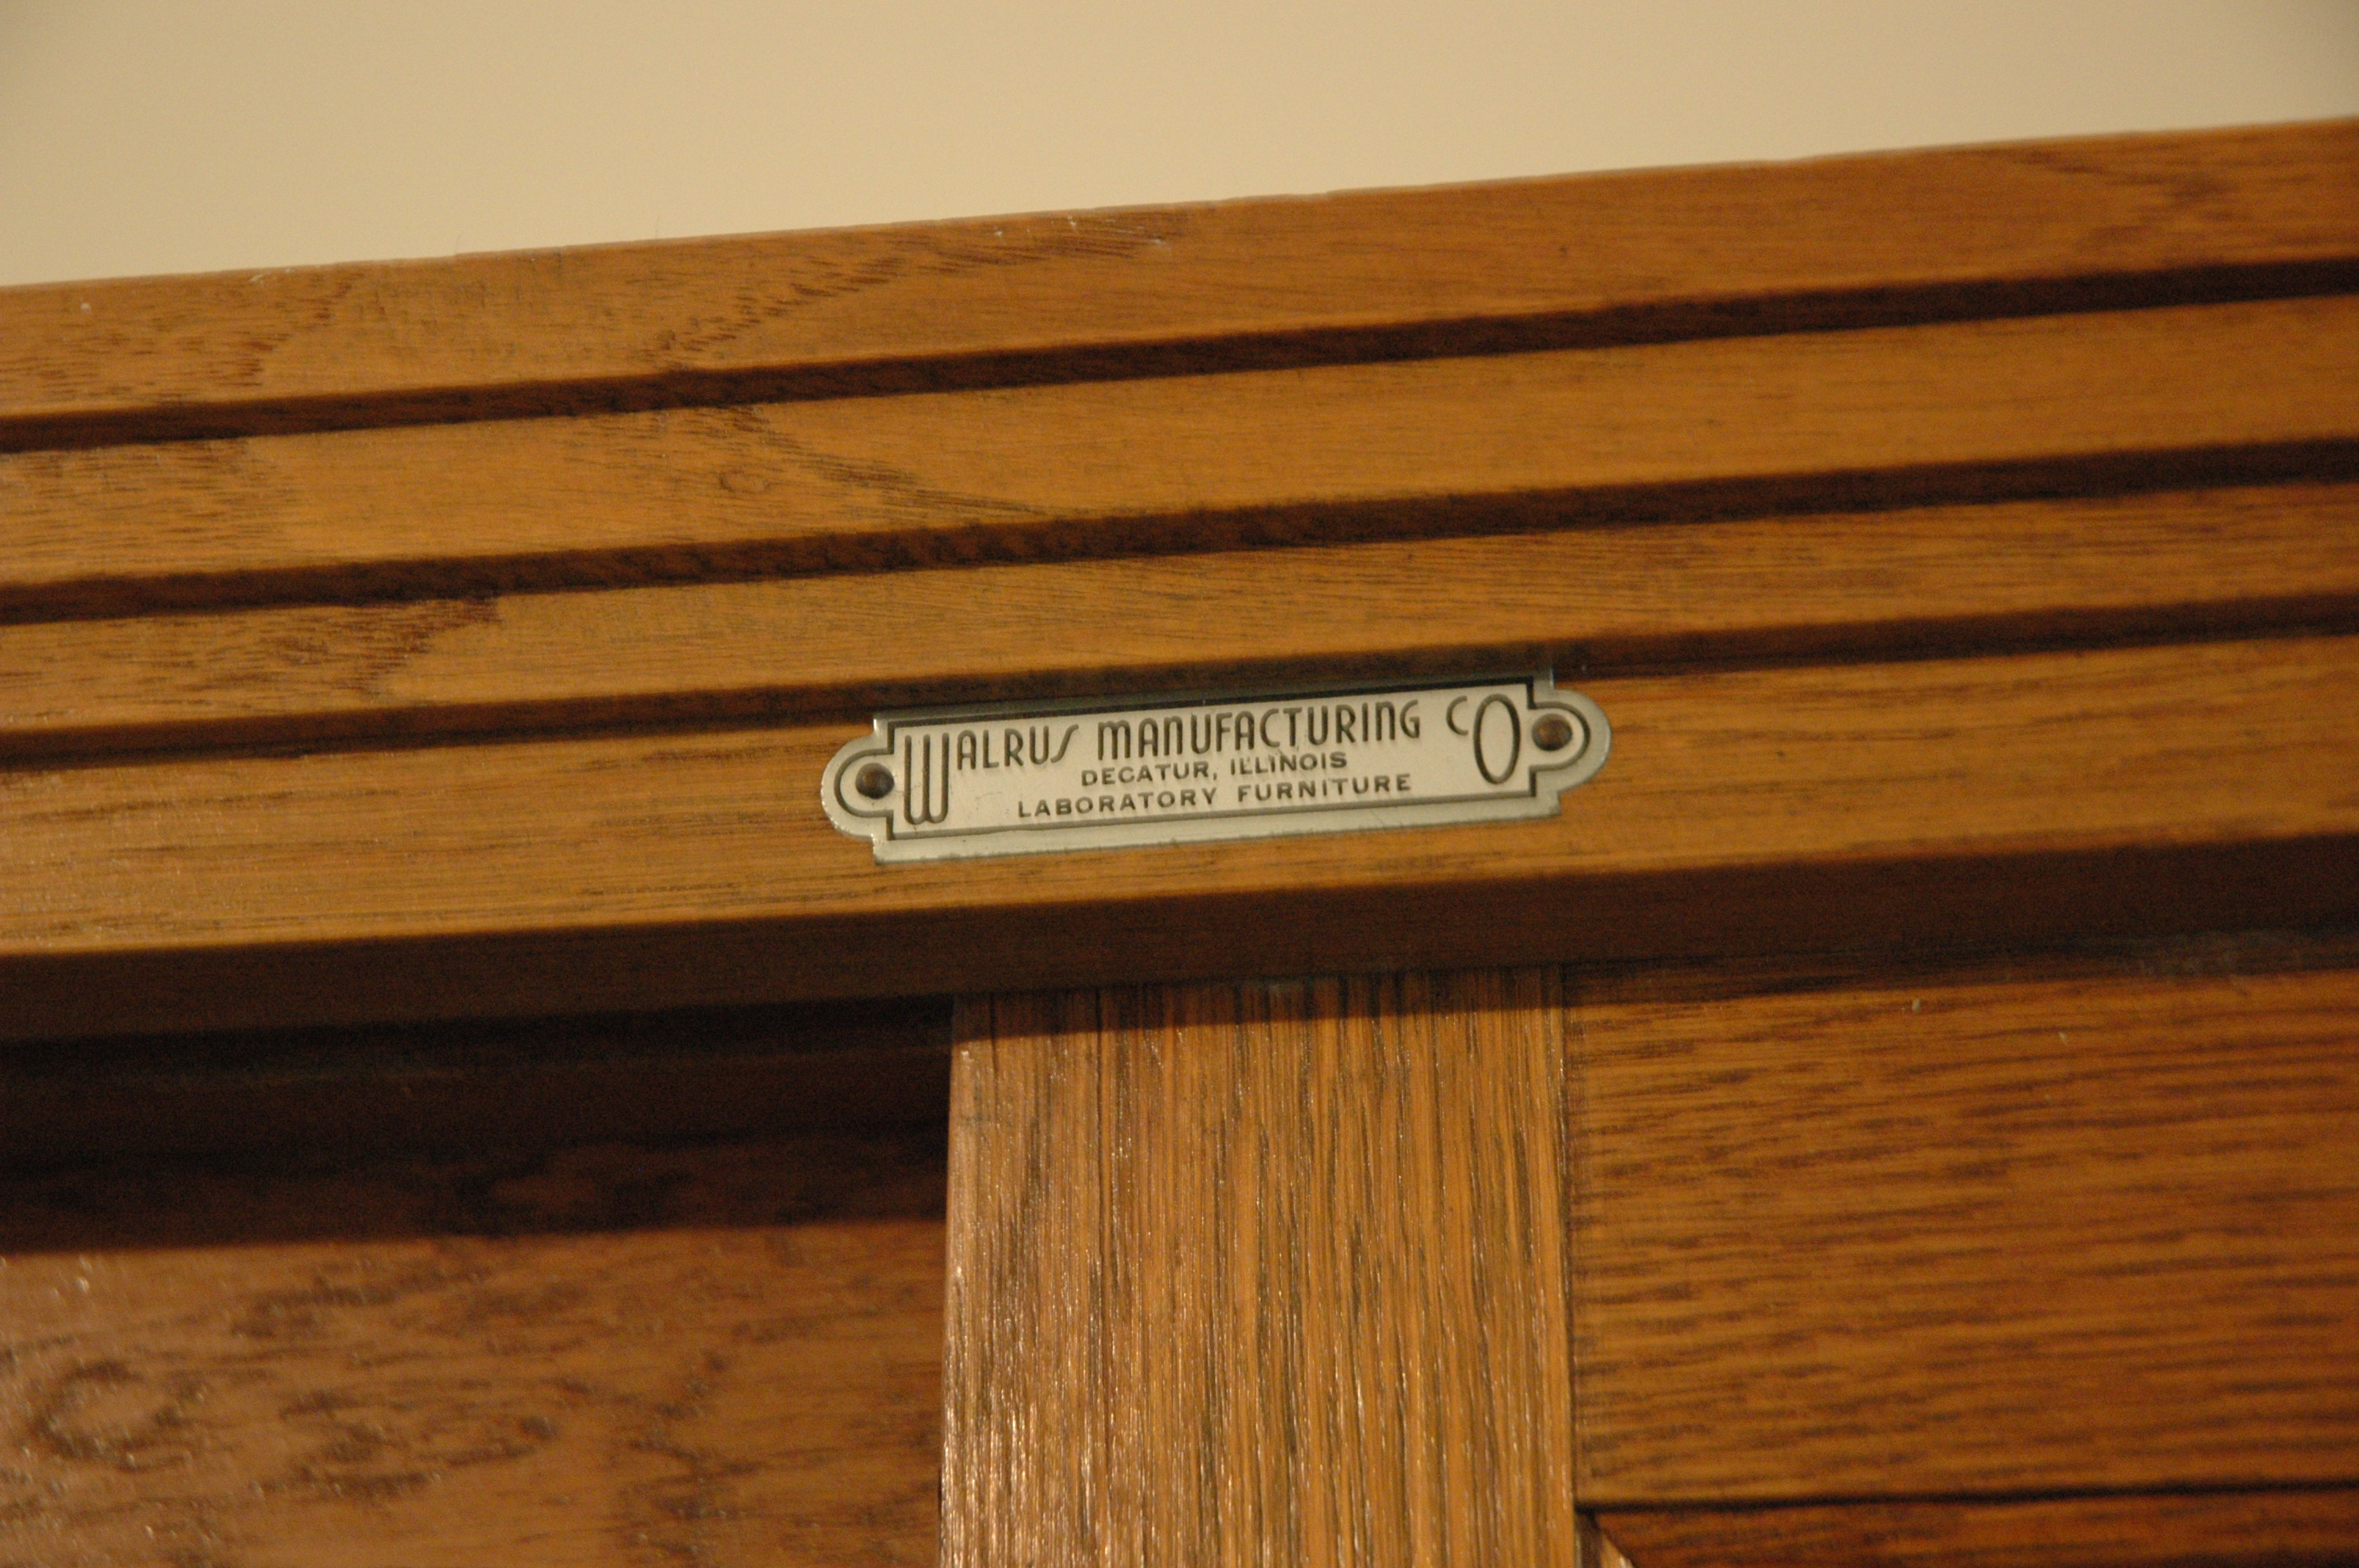 WALRUS MANUFACTURING CO
DECATUR, ILLINOIS
LABORATORY FURNITURE